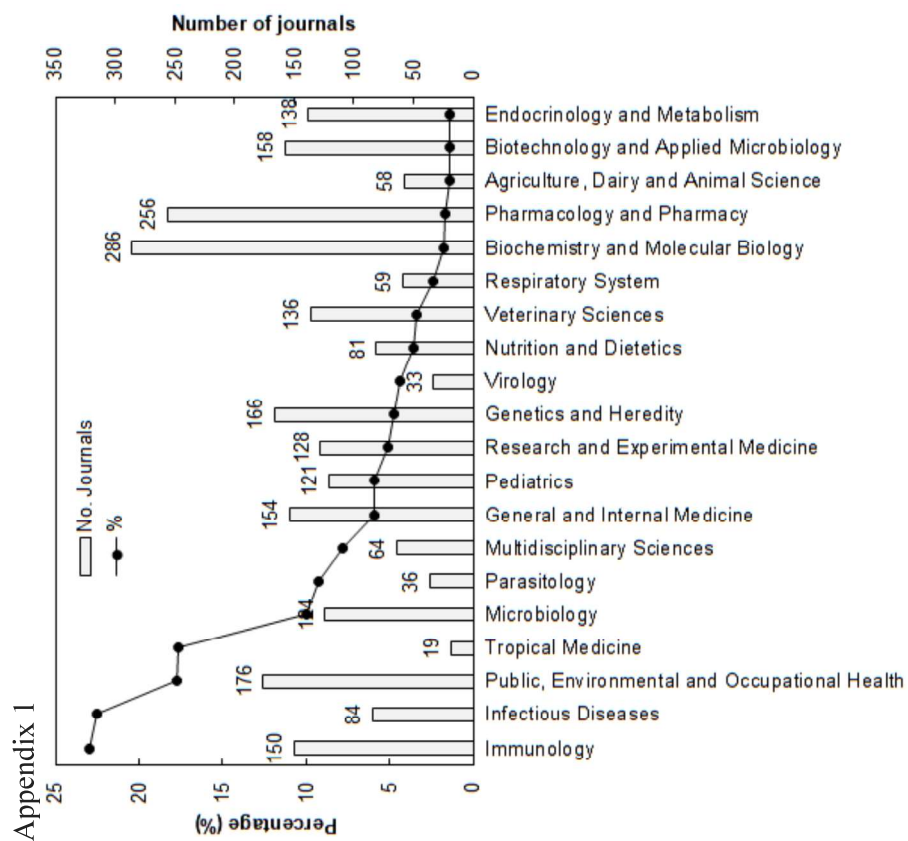 Appendix 1
Number of journals
350
300
250
200
150
100
50
0
No. Journals
%
138
Endocrinology and Metabolism
158
Biotechnology and Applied Microbiology
58
Agriculture, Dairy and Animal Science
256
Pharmacology and Pharmacy
286
Biochemistry and Molecular Biology
59
Respiratory System
136
Veterinary Sciences
81
Nutrition and Dietetics
33
Virology
166
Genetics and Heredity
128
Research and Experimental Medicine
121
Pediatrics
154
General and Internal Medicine
64
Multidisciplinary Sciences
36
Parasitology
124
Microbiology
19
Tropical Medicine
176
Public, Environmental and Occupational Health
84
Infectious Diseases
150
Immunology
25
20
15
10
5
0
Percentage (%)